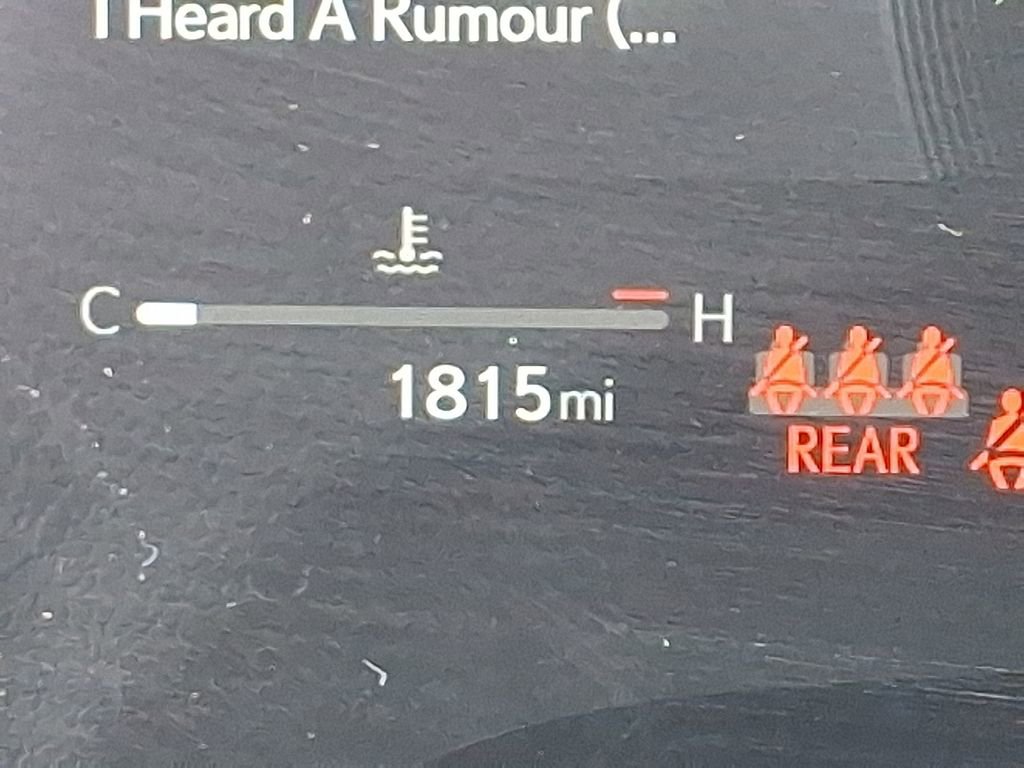 I Heard A Rumour (...
C H
1815mi
REAR